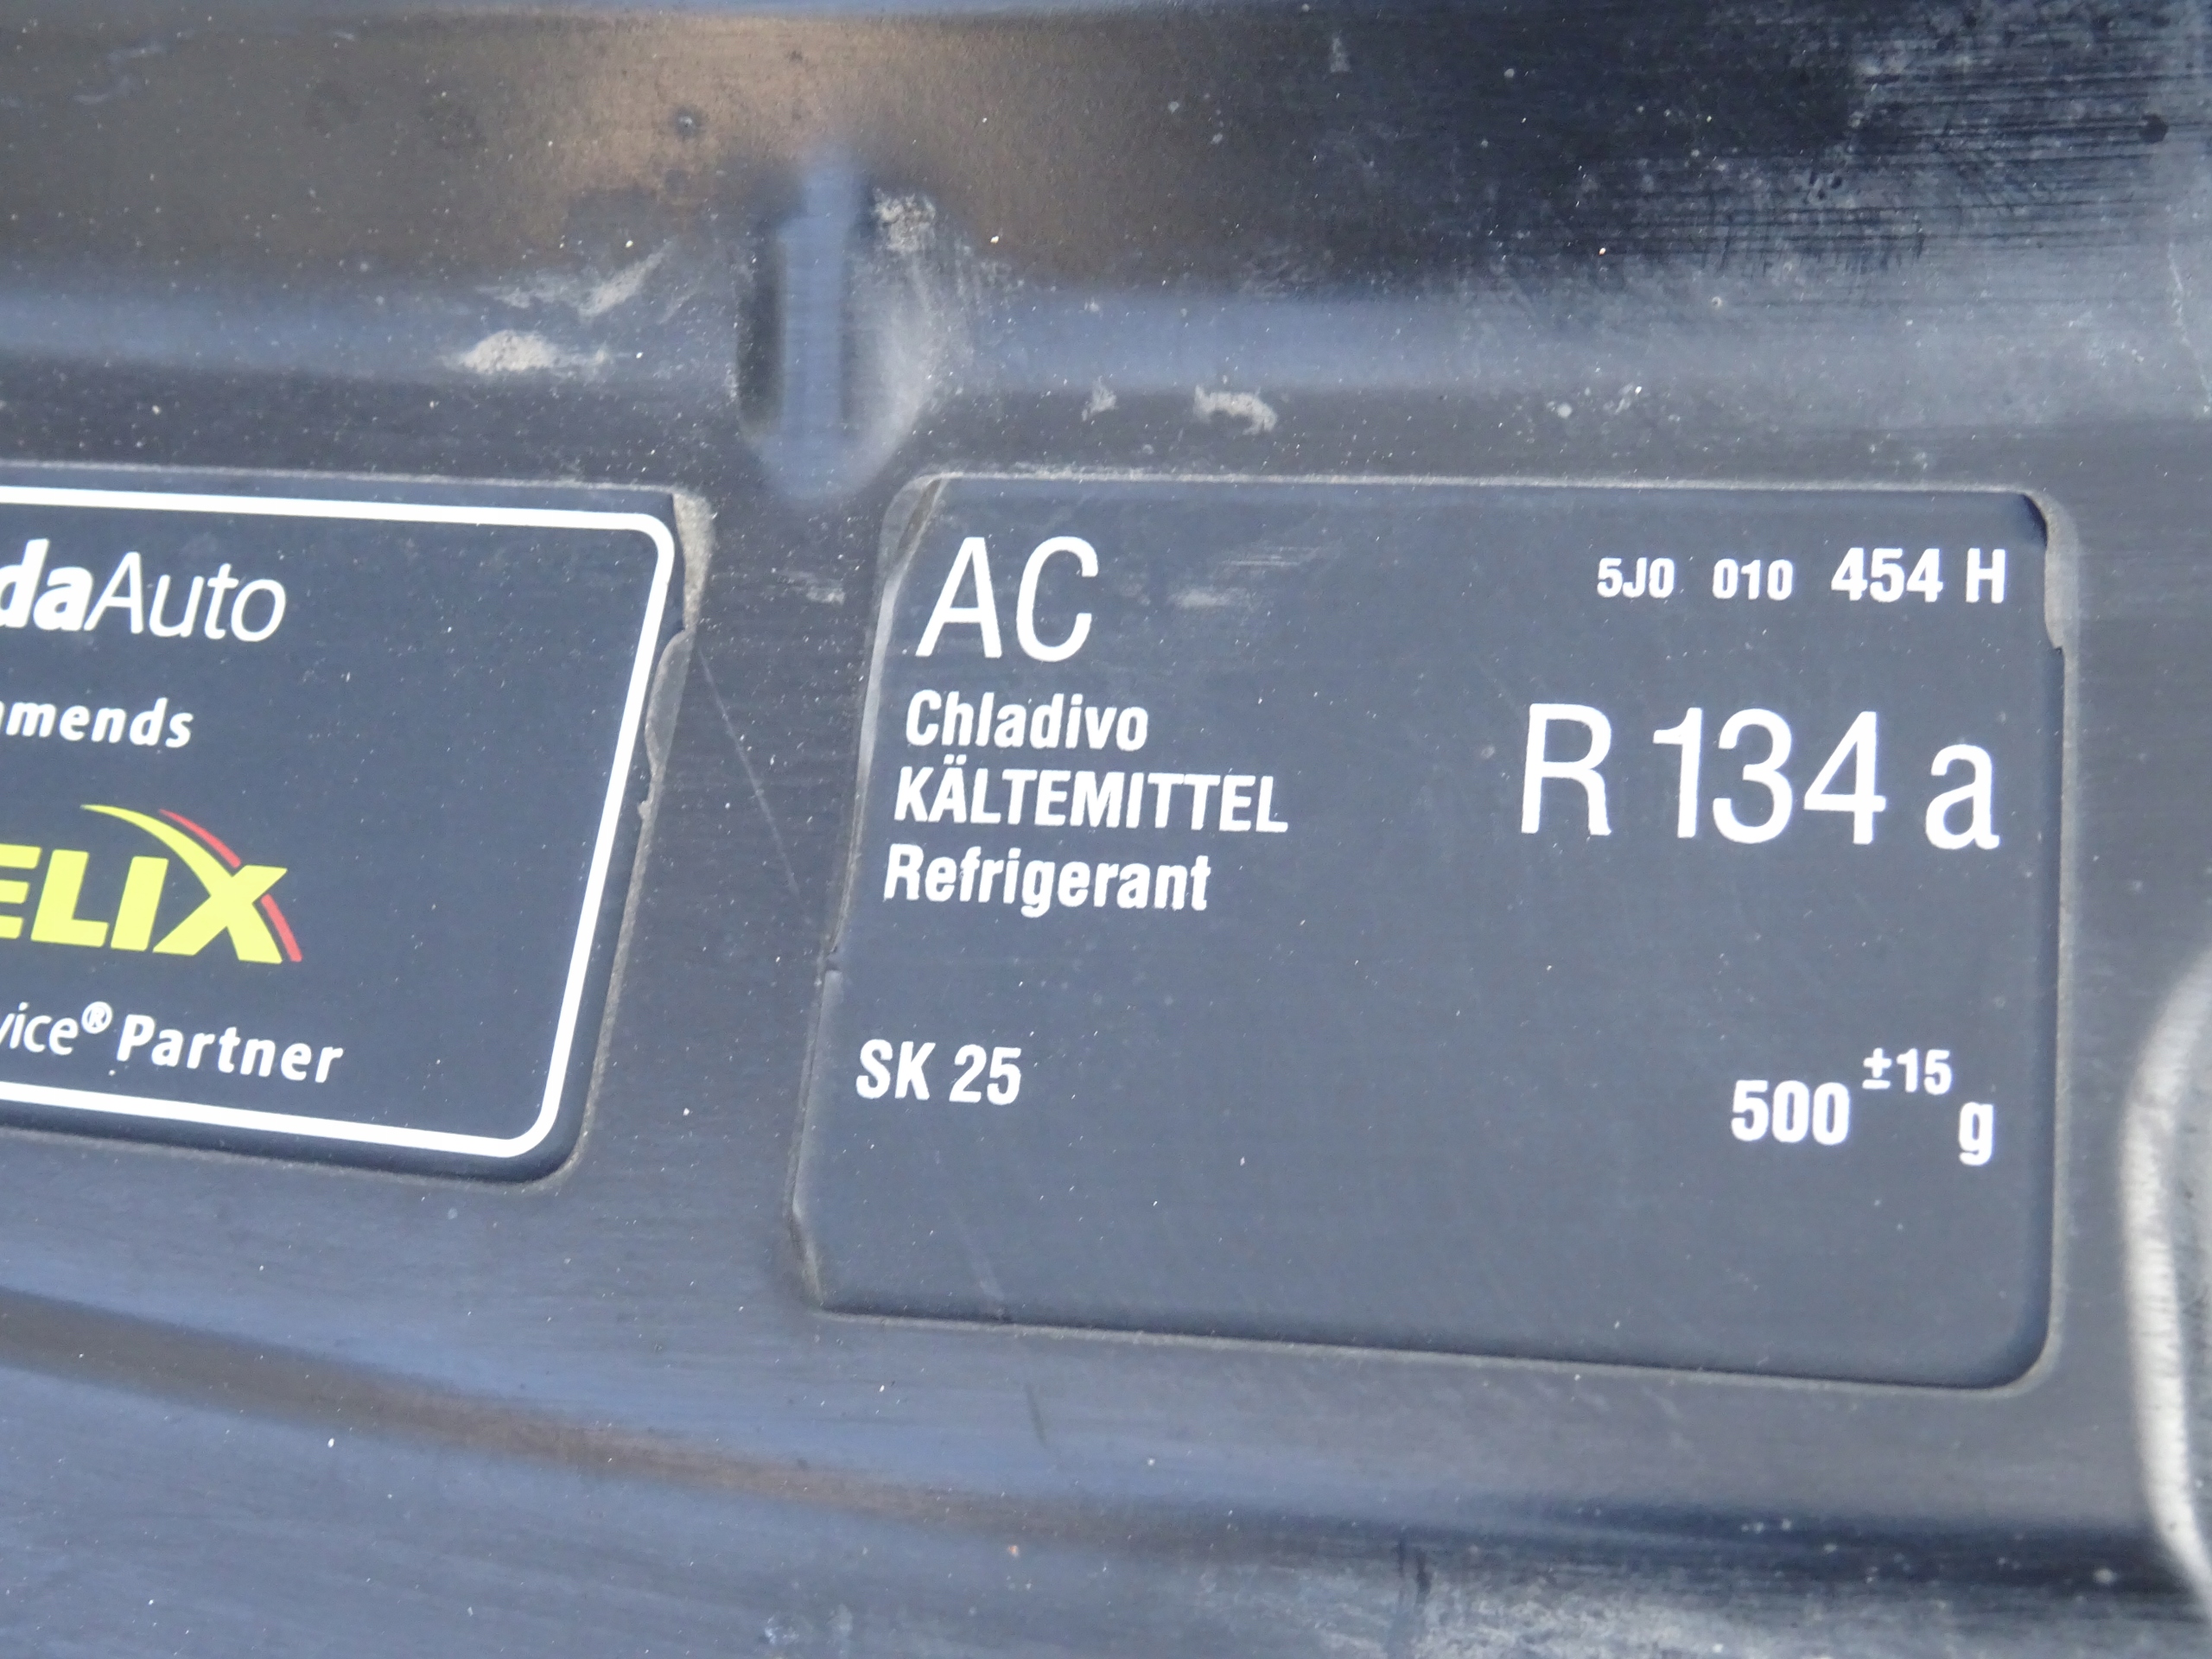 daAuto
mends
ELIX
vice® Partner
AC
5J0 010 454 H
Chladivo
KÄLTEMITTEL
Refrigerant
R 134 a
SK 25
500 ±15 g